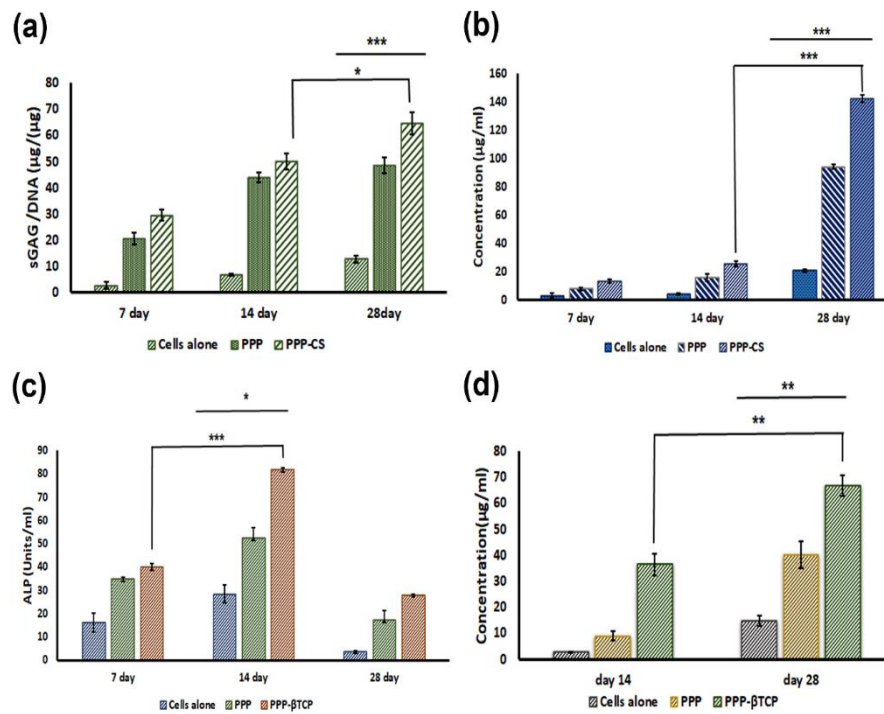 (a)
***
*
sGAG /DNA (µg/(µg)
80
70
60
50
40
30
20
10
0
7 day
14 day
28day
Cells alone
PPP
PPP-CS
(b)
***
***
Concentration (µg/ml)
160
140
120
100
80
60
40
20
0
7 day
14 day
28 day
Cells alone
PPP
PPP-CS
(c)
*
***
ALP (Units/ml)
90
80
70
60
50
40
30
20
10
0
7 day
14 day
28 day
Cells alone
PPP
PPP-βTCP
(d)
**
**
Concentration(µg/ml)
80
70
60
50
40
30
20
10
0
day 14
day 28
Cells alone
PPP
PPP-βTCP